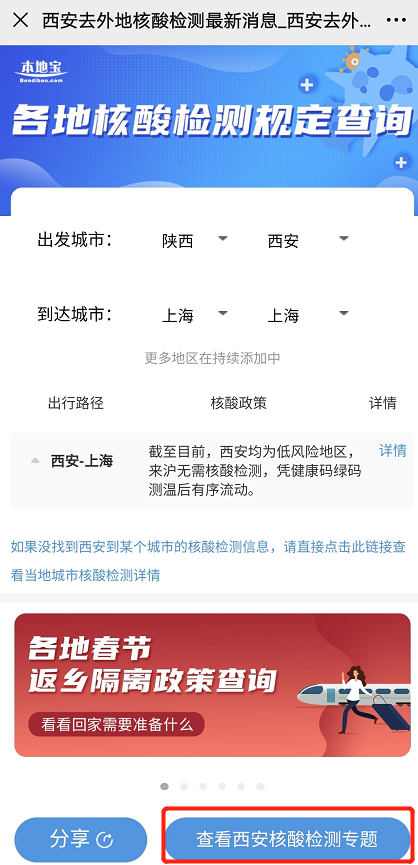 西安去外地核酸检测最新消息_西安去外...
本地宝
Bendibao.com
各地核酸检测规定查询
出发城市： 陕西 西安
到达城市： 上海 上海
更多地区在持续添加中
出行路径 核酸政策 详情
西安-上海 截至目前，西安均为低风险地区， 详情
来沪无需核酸检测，凭健康码绿码
测温后有序流动。
如果没找到西安到某个城市的核酸检测信息，请直接点击此链接查
看当地城市核酸检测详情
各地春节
返乡隔离政策查询
看看回家需要准备什么
分享 查看西安核酸检测专题